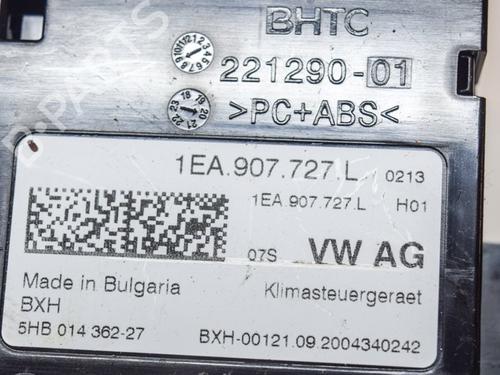 BHTC
221290-01
>PC+ABS<
1EA.907.727.L 0213
1EA.907.727.L H01
07S VW AG
Made in Bulgaria Klimasteuergeraet
BXH
5HB 014 362-27 BXH-00121.09.2004340242